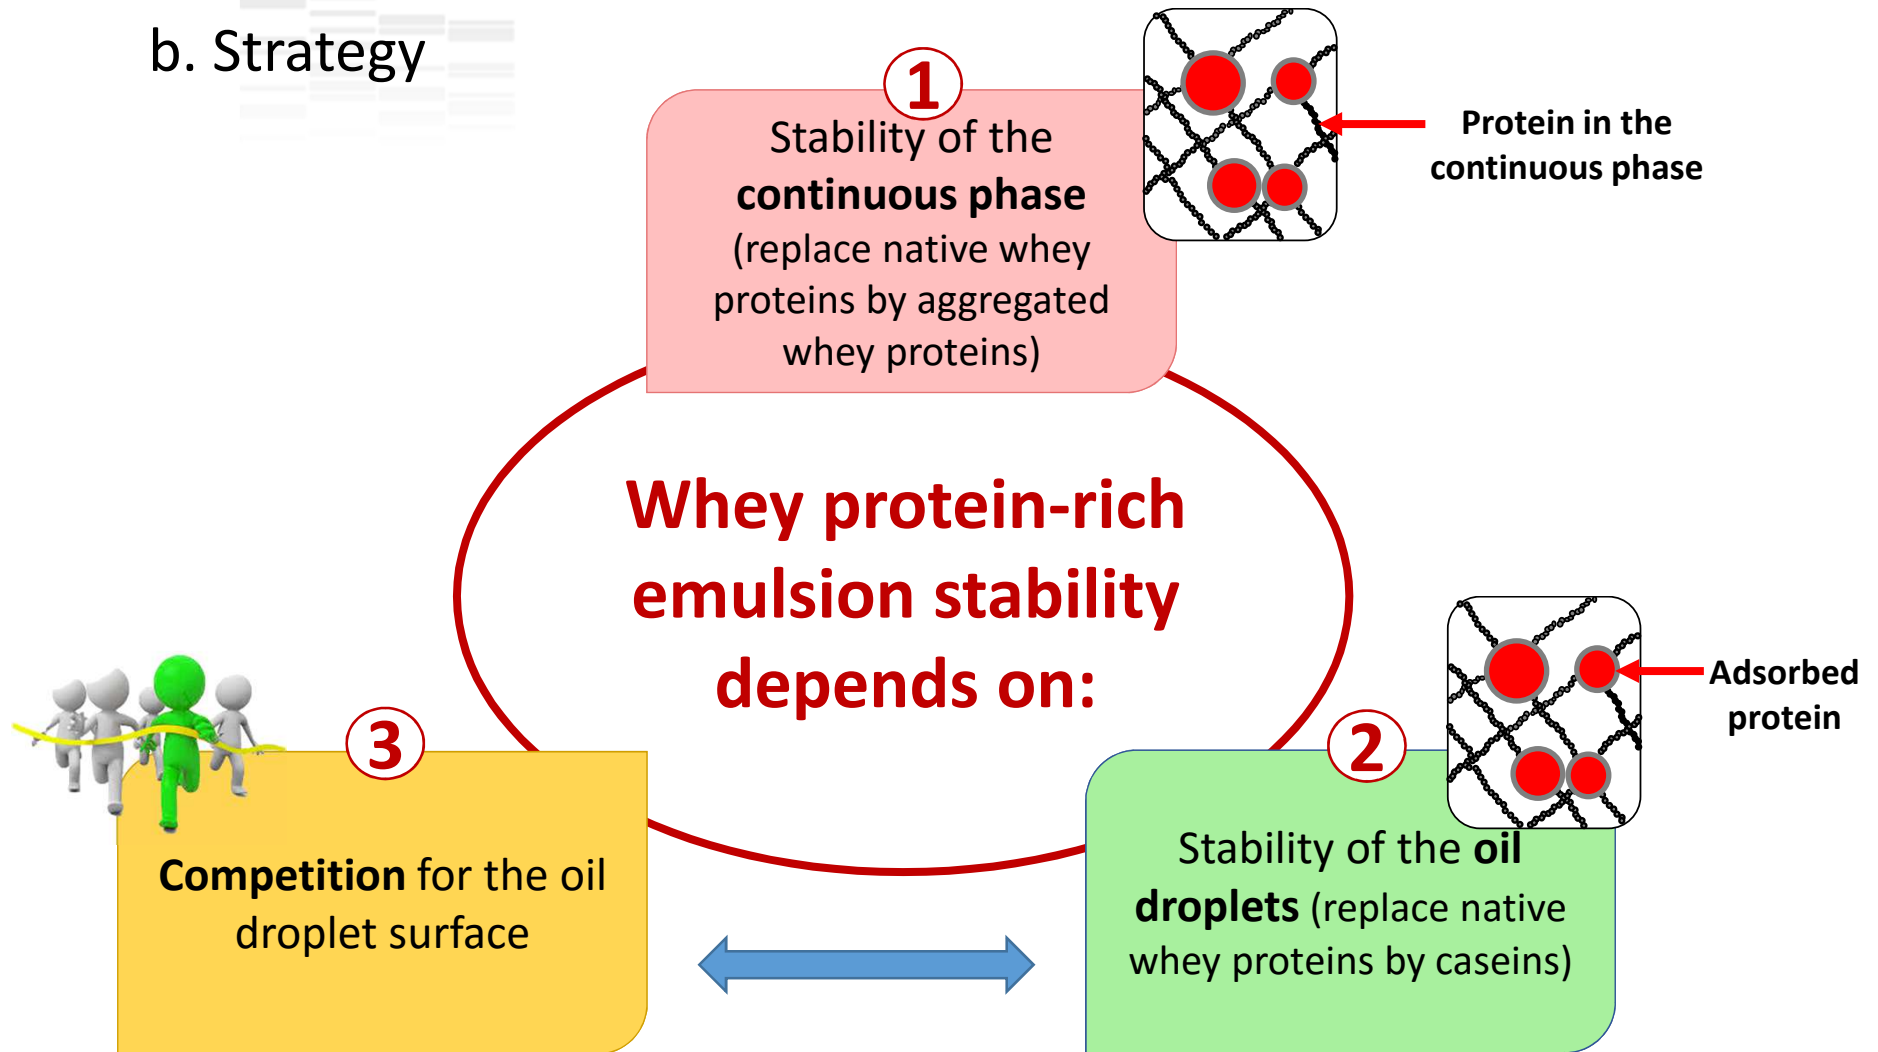 b. Strategy
1
Stability of the
continuous phase
(replace native whey
proteins by aggregated
whey proteins)
Protein in the
continuous phase
Whey protein-rich
emulsion stability
depends on:
2
Stability of the oil
droplets (replace native
whey proteins by caseins)
Adsorbed
protein
3
Competition for the oil
droplet surface